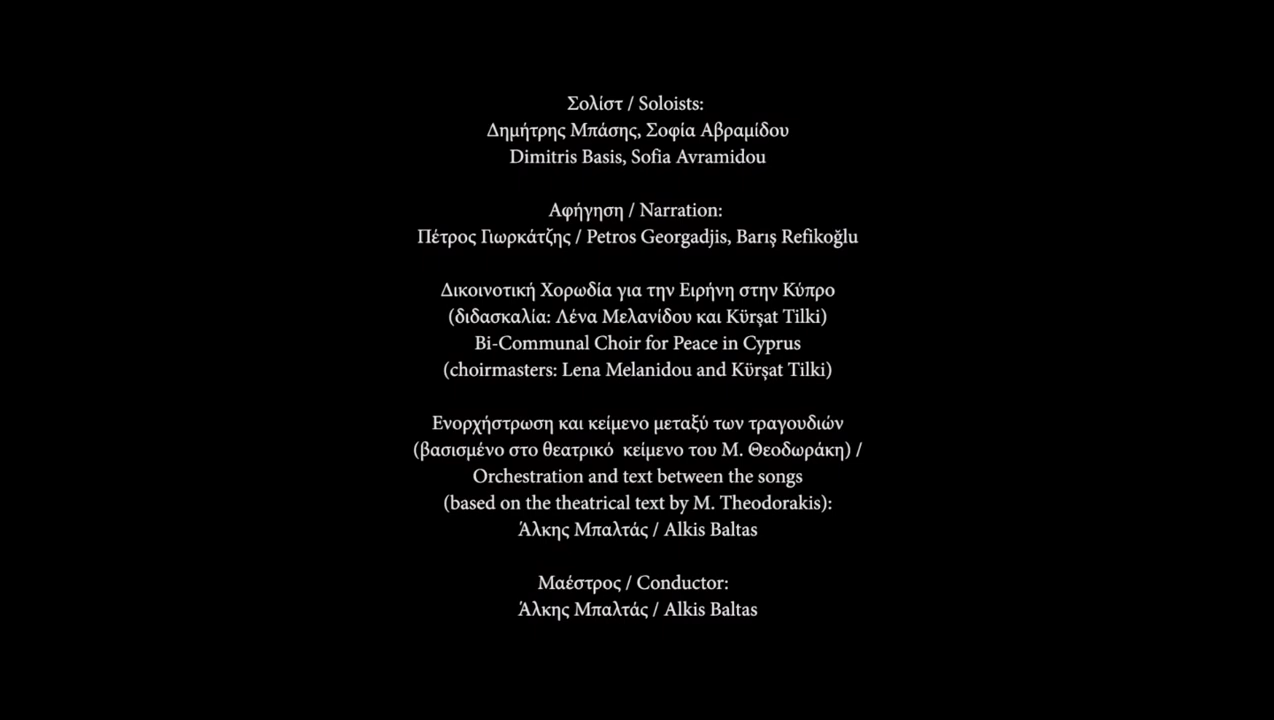 Σολίστ / Soloists:
Δημήτρης Μπάσης, Σοφία Αβραμίδου
Dimitris Basis, Sofia Avramidou
Αφήγηση / Narration:
Πέτρος Γιωρκάτζης / Petros Georgadjis, Barış Refikoğlu
Δικοινοτική Χορωδία για την Ειρήνη στην Κύπρο
(διδασκαλία: Λένα Μελανίδου και Kϋrşat Tilki)
Bi-Communal Choir for Peace in Cyprus
(choirmasters: Lena Melanidou and Kϋrşat Tilki)
Ενορχήστρωση και κείμενο μεταξύ των τραγουδιών
(βασισμένο στο θεατρικό  κείμενο του Μ. Θεοδωράκη) /
Orchestration and text between the songs
(based on the theatrical text by M. Theodorakis):
Άλκης Μπαλτάς / Alkis Baltas
Μαέστρος / Conductor:
Άλκης Μπαλτάς / Alkis Baltas